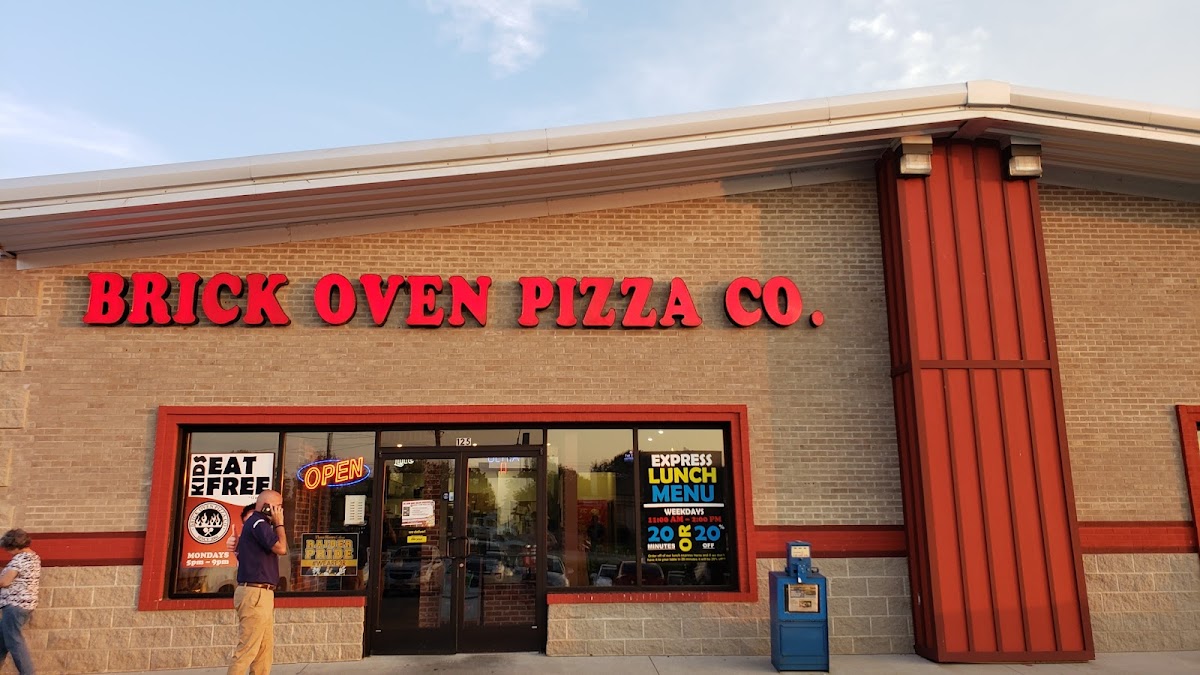 BRICK OVEN PIZZA CO.
125
KIDS
EAT
FREE
MONDAYS
5pm - 9pm
OPEN
PRIDE
EXPRESS
LUNCH
MENU
WEEKDAYS
11:00 AM - 2:00 PM
20 OR 20%
MINUTES OFF